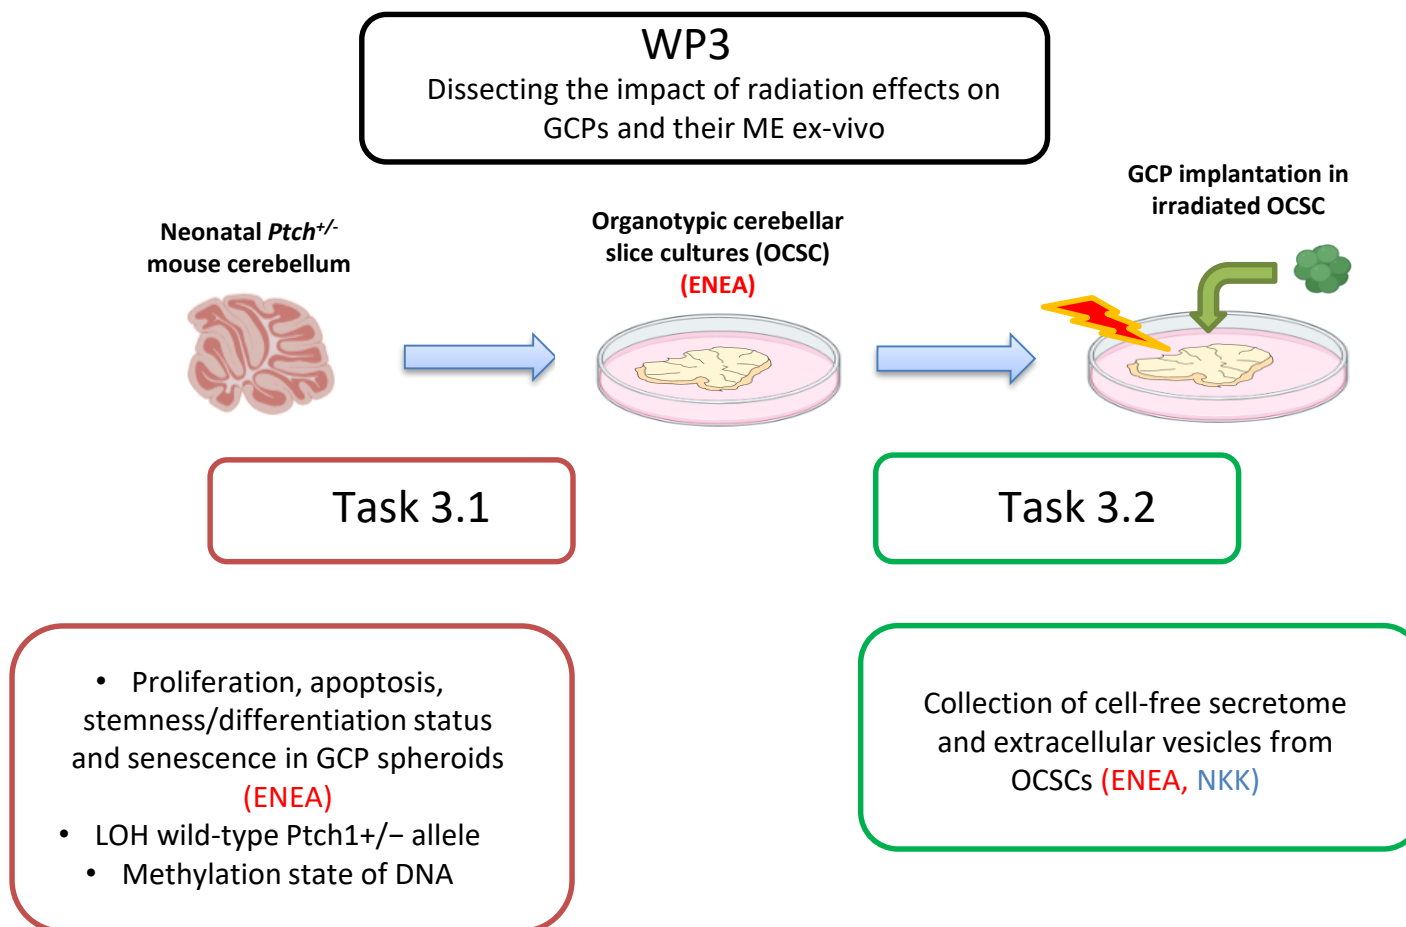 WP3
Dissecting the impact of radiation effects on
GCPs and their ME ex-vivo
Neonatal Ptch+/-
mouse cerebellum
Organotypic cerebellar
slice cultures (OCSC)
(ENEA)
GCP implantation in
irradiated OCSC
Task 3.1
Task 3.2
• Proliferation, apoptosis,
stemness/differentiation status
and senescence in GCP spheroids
(ENEA)
• LOH wild-type Ptch1+/− allele
• Methylation state of DNA
Collection of cell-free secretome
and extracellular vesicles from
OCSCs (ENEA, NKK)